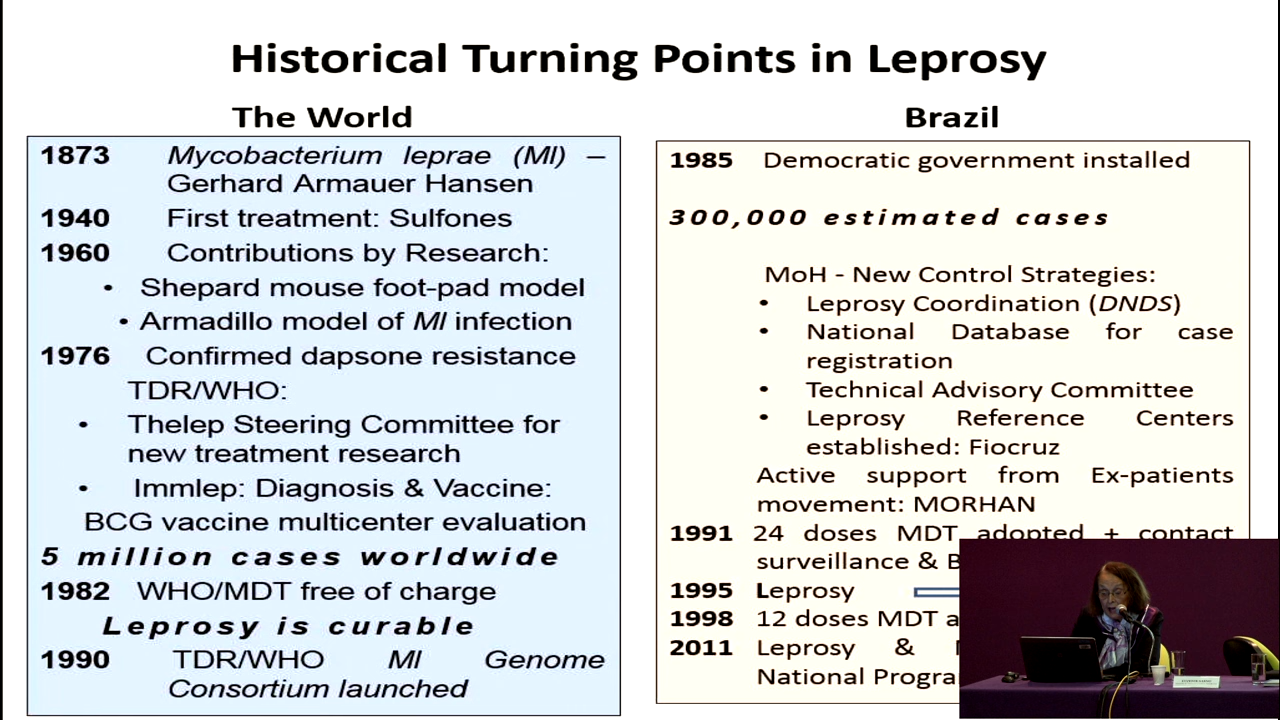 Historical Turning Points in Leprosy
The World
1873 Mycobacterium leprae (Ml) –
Gerhard Armauer Hansen
1940 First treatment: Sulfones
1960 Contributions by Research:
• Shepard mouse foot-pad model
• Armadillo model of Ml infection
1976 Confirmed dapsone resistance
TDR/WHO:
• Thelep Steering Committee for
new treatment research
• Immlep: Diagnosis & Vaccine:
BCG vaccine multicenter evaluation
5 million cases worldwide
1982 WHO/MDT free of charge
Leprosy is curable
1990 TDR/WHO Ml Genome
Consortium launched
Brazil
1985 Democratic government installed
300,000 estimated cases
MoH - New Control Strategies:
• Leprosy Coordination (DNDS)
• National Database for case
registration
• Technical Advisory Committee
• Leprosy Reference Centers
established: Fiocruz
Active support from Ex-patients
movement: MORHAN
1991 24 doses MDT adopted + contact
surveillance &
1995 Leprosy
1998 12 doses MDT
2011 Leprosy &
National